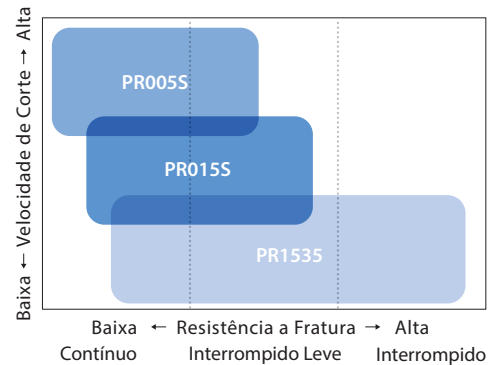 Baixa ← Velocidade de Corte → Alta
PR005S
PR015S
PR1535
Baixa ← Resistência a Fratura → Alta
Contínuo Interrompido Leve Interrompido